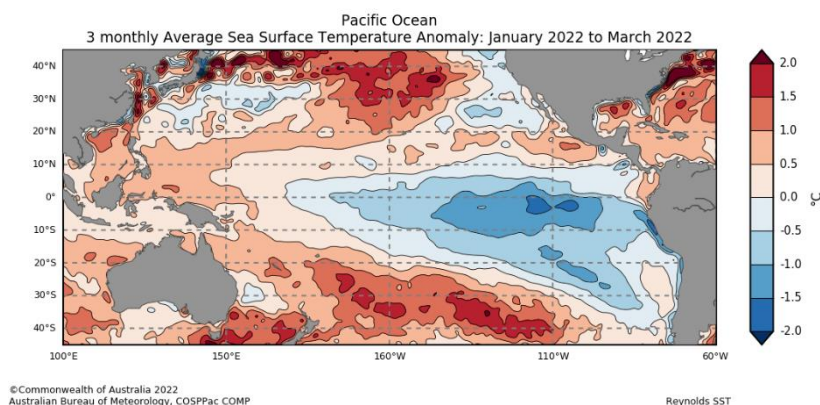 Pacific Ocean
3 monthly Average Sea Surface Temperature Anomaly: January 2022 to March 2022
40°N
30°N
20°N
10°N
0°
10°S
20°S
30°S
40°S
100°E 150°E 160°W 110°W 60°W
2.0
1.5
1.0
0.5
0.0
-0.5
-1.0
-1.5
-2.0
°C
©Commonwealth of Australia 2022
Australian Bureau of Meteorology, COSPPac COMP
Reynolds SST